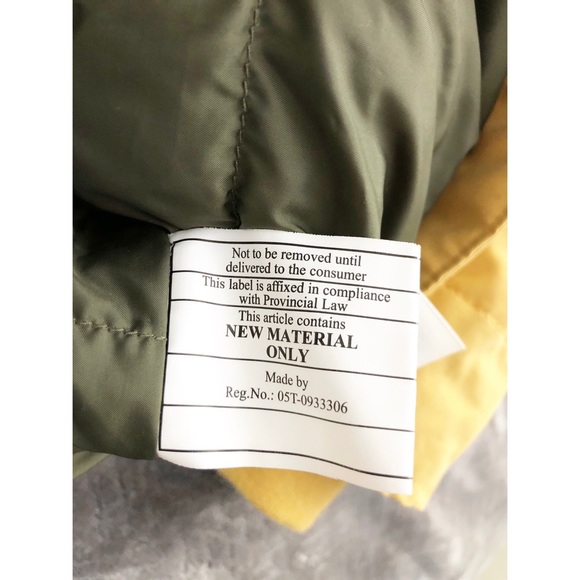 Not to be removed until
delivered to the consumer
This label is affixed in compliance
with Provincial Law
This article contains
NEW MATERIAL
ONLY
Made by
Reg.No.: 05T-0933306